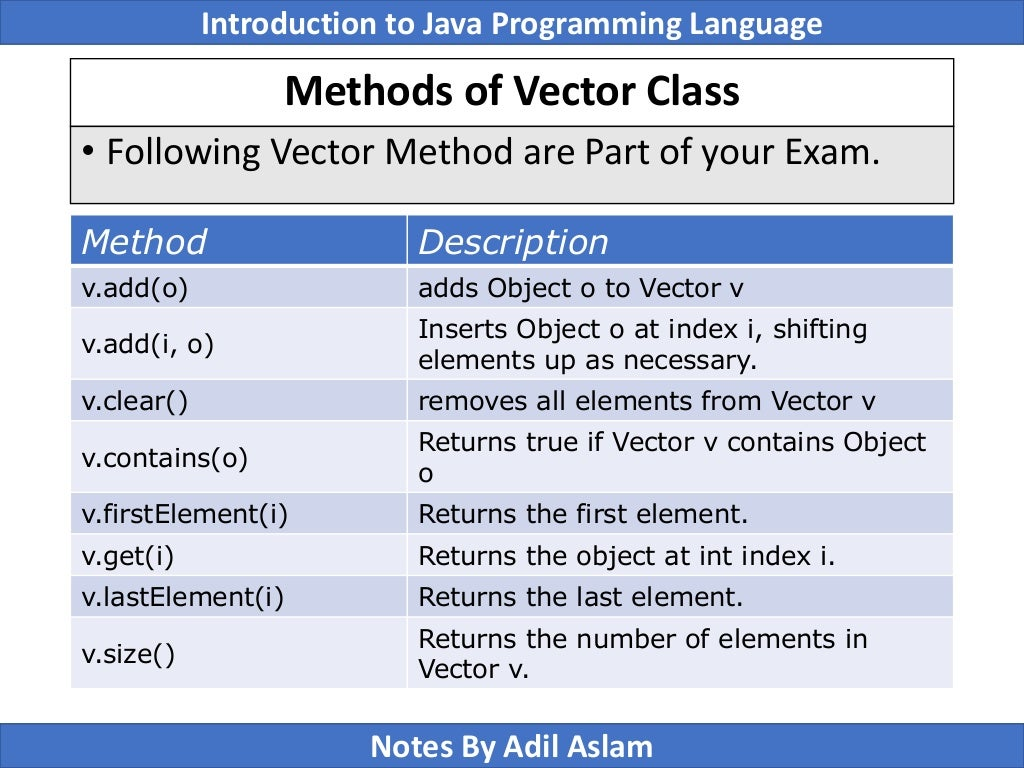 Introduction to Java Programming Language
Methods of Vector Class
• Following Vector Method are Part of your Exam.
Method Description
v.add(o) adds Object o to Vector v
v.add(i, o) Inserts Object o at index i, shifting
elements up as necessary.
v.clear() removes all elements from Vector v
v.contains(o) Returns true if Vector v contains Object
o
v.firstElement(i) Returns the first element.
v.get(i) Returns the object at int index i.
v.lastElement(i) Returns the last element.
v.size() Returns the number of elements in
Vector v.
Notes By Adil Aslam